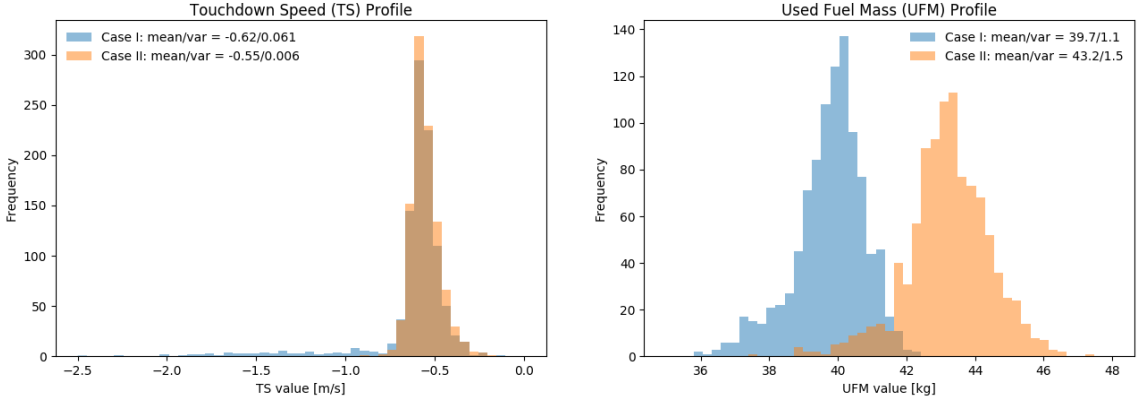 Touchdown Speed (TS) Profile
Case I: mean/var = -0.62/0.061
Case II: mean/var = -0.55/0.006
300
250
200
150
100
50
0
Frequency
−2.5 −2.0 −1.5 −1.0 −0.5 0.0
TS value [m/s]
Used Fuel Mass (UFM) Profile
Case I: mean/var = 39.7/1.1
Case II: mean/var = 43.2/1.5
140
120
100
80
60
40
20
0
Frequency
36 38 40 42 44 46 48
UFM value [kg]